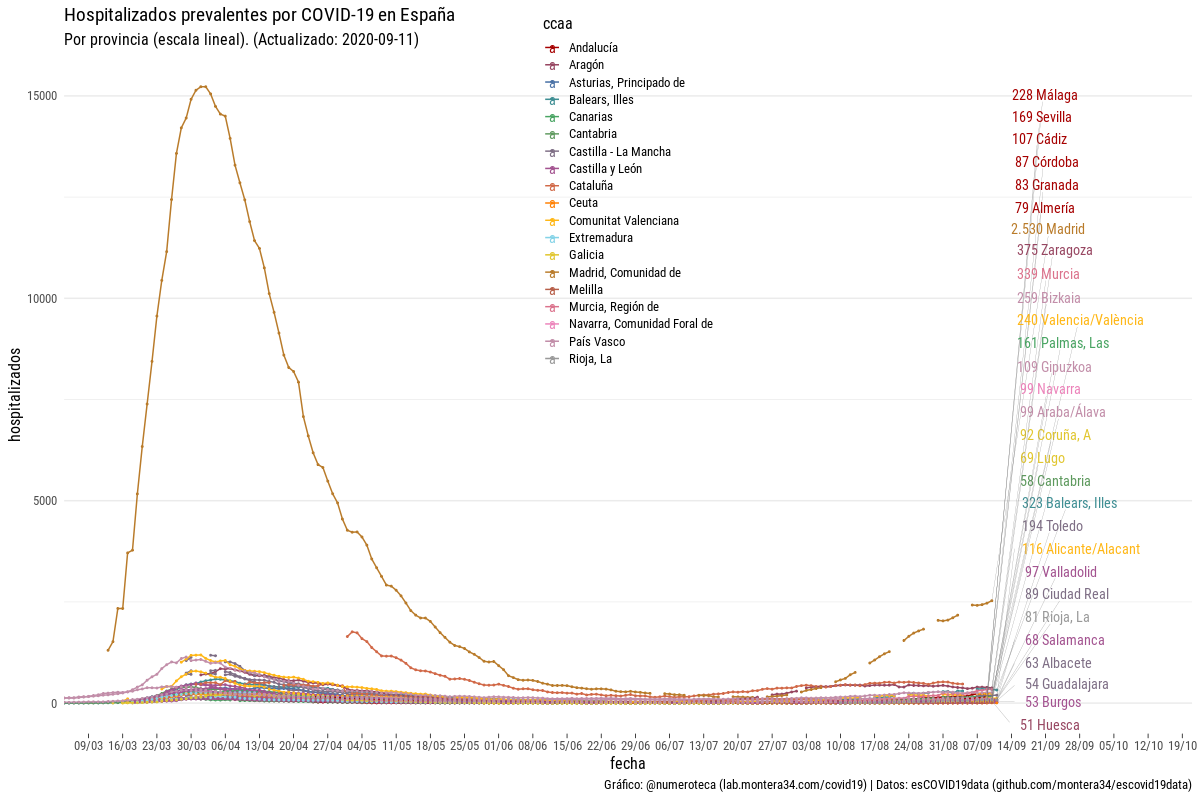 Hospitalizados prevalentes por COVID-19 en España
Por provincia (escala lineal). (Actualizado: 2020-09-11)
ccaa
Andalucía
Aragón
Asturias, Principado de
Balears, Illes
Canarias
Cantabria
Castilla - La Mancha
Castilla y León
Cataluña
Ceuta
Comunitat Valenciana
Extremadura
Galicia
Madrid, Comunidad de
Melilla
Murcia, Región de
Navarra, Comunidad Foral de
País Vasco
Rioja, La
hospitalizados
15000
10000
5000
0
228 Málaga
169 Sevilla
107 Cádiz
87 Córdoba
83 Granada
79 Almería
2.530 Madrid
375 Zaragoza
339 Murcia
259 Bizkaia
240 Valencia/València
161 Palmas, Las
109 Gipuzkoa
99 Navarra
99 Araba/Álava
92 Coruña, A
69 Lugo
58 Cantabria
323 Balears, Illes
194 Toledo
116 Alicante/Alacant
97 Valladolid
89 Ciudad Real
81 Rioja, La
68 Salamanca
63 Albacete
54 Guadalajara
53 Burgos
51 Huesca
09/03 16/03 23/03 30/03 06/04 13/04 20/04 27/04 04/05 11/05 18/05 25/05 01/06 08/06 15/06 22/06 29/06 06/07 13/07 20/07 27/07 03/08 10/08 17/08 24/08 31/08 07/09 14/09 21/09 28/09 05/10 12/10 19/10
fecha
Gráfico: @numeroteca (lab.montera34.com/covid19) | Datos: esCOVID19data (github.com/montera34/escovid19data)